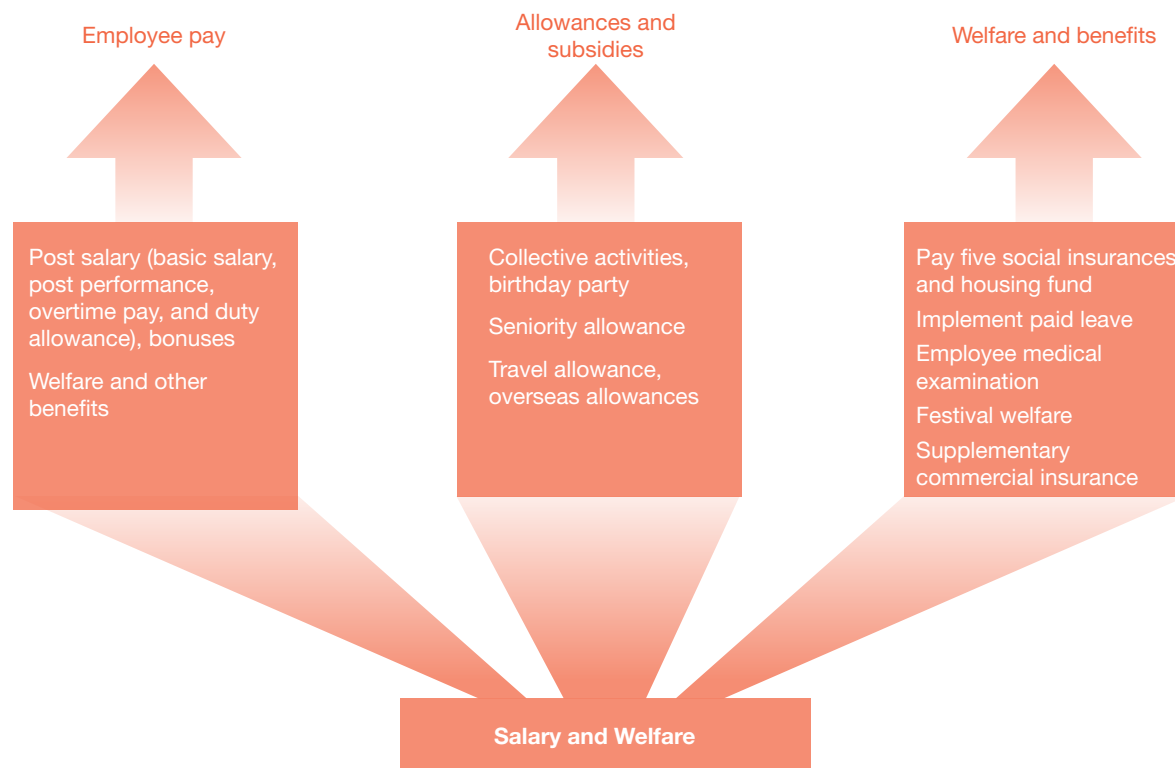 Employee pay
Allowances and
subsidies
Welfare and benefits
Post salary (basic salary,
post performance,
overtime pay, and duty
allowance), bonuses
Welfare and other
benefits
Collective activities,
birthday party
Seniority allowance
Travel allowance,
overseas allowances
Pay five social insurances
and housing fund
Implement paid leave
Employee medical
examination
Festival welfare
Supplementary
commercial insurance
Salary and Welfare